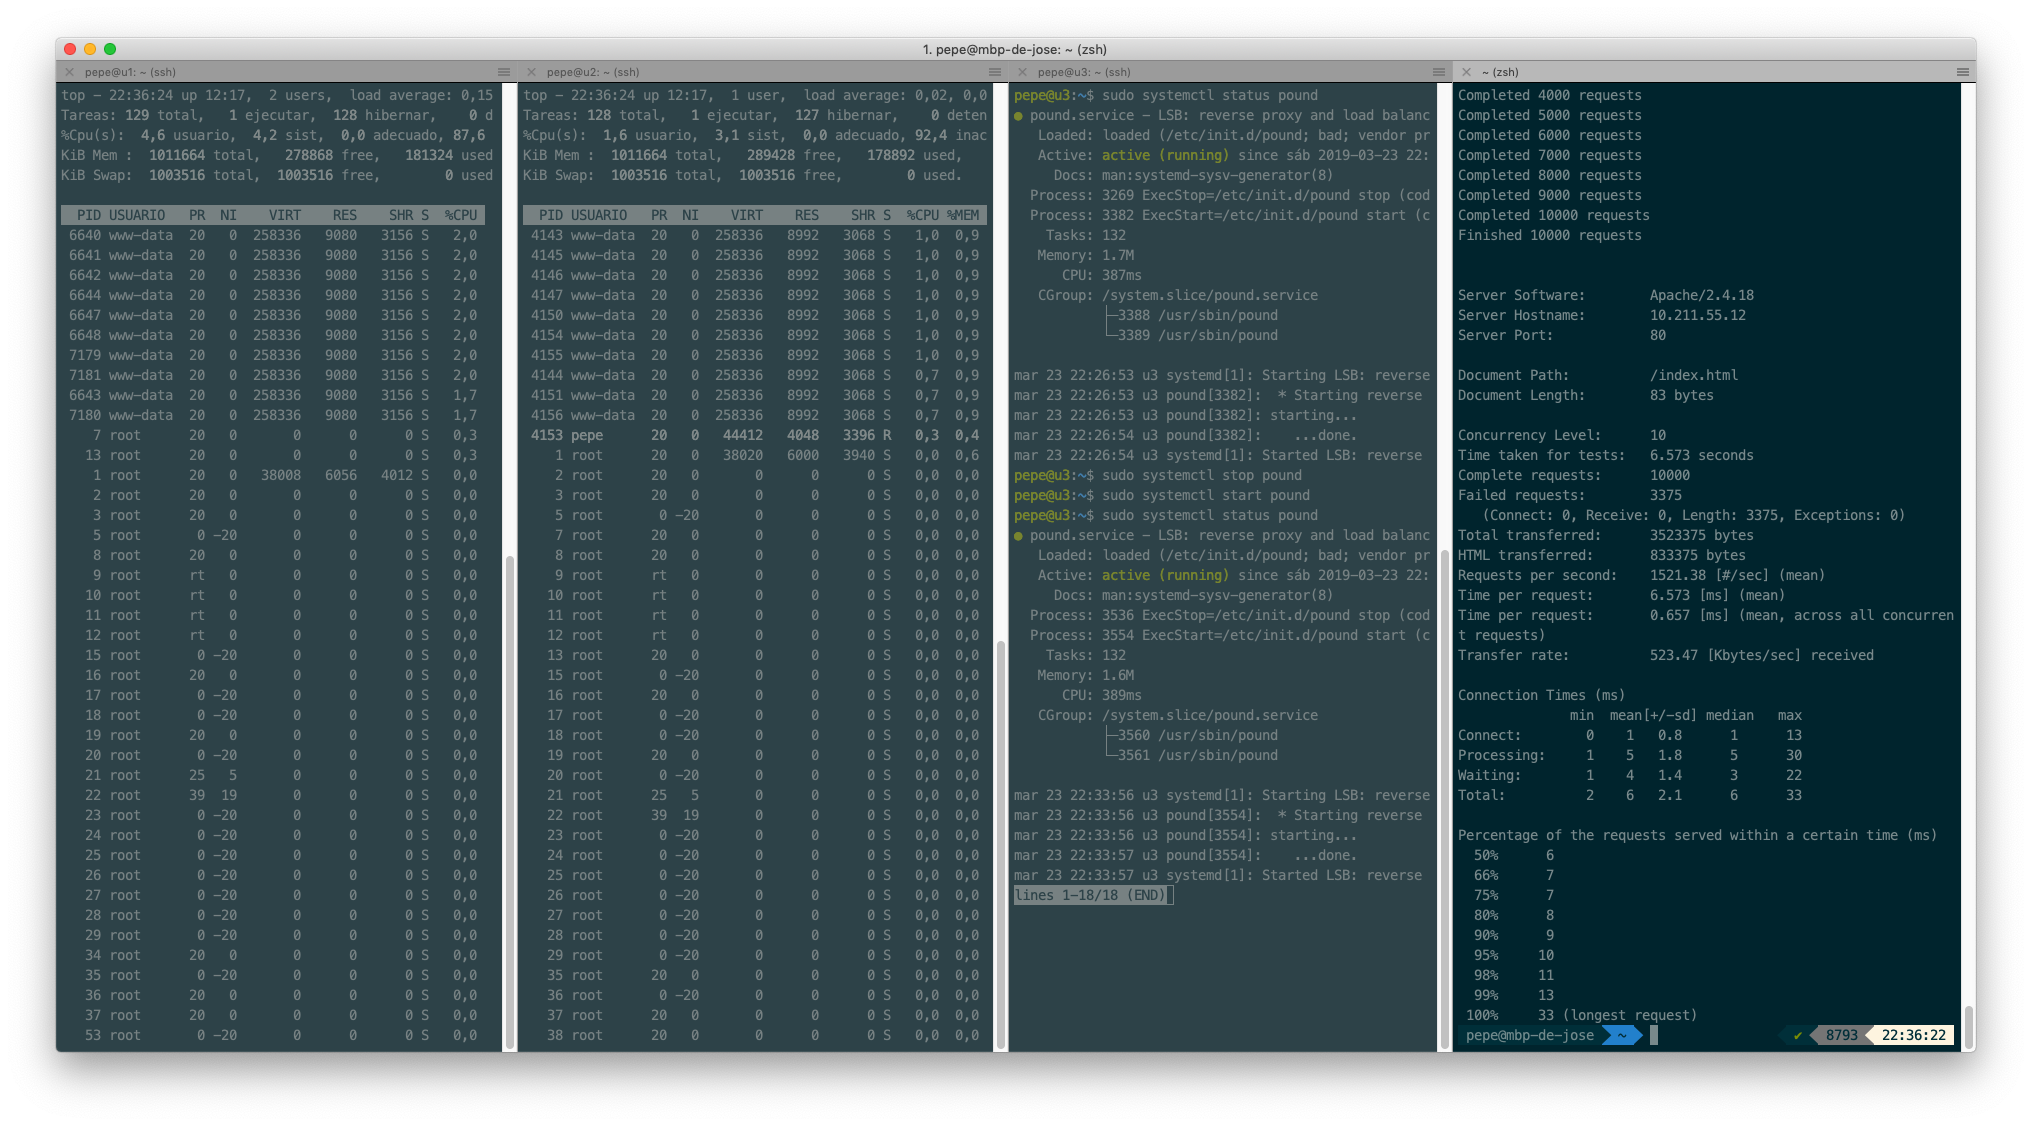 1. pepe@mbp-de-jose: ~ (zsh)
pepe@u1: ~ (ssh)
top - 22:36:24 up 12:17,  2 users,  load average: 0,15
Tareas: 129 total,   1 ejecutar, 128 hibernar,    0 d
%Cpu(s):  4,6 usuario,  4,2 sist,  0,0 adecuado, 87,6
KiB Mem :  1011664 total,   278868 free,   181324 used
KiB Swap:  1003516 total,  1003516 free,        0 used
PID USUARIO   PR  NI    VIRT    RES    SHR S  %CPU
6640 www-data  20   0  258336   9080   3156 S   2,0
6641 www-data  20   0  258336   9080   3156 S   2,0
6642 www-data  20   0  258336   9080   3156 S   2,0
6644 www-data  20   0  258336   9080   3156 S   2,0
6647 www-data  20   0  258336   9080   3156 S   2,0
6648 www-data  20   0  258336   9080   3156 S   2,0
7179 www-data  20   0  258336   9080   3156 S   2,0
7181 www-data  20   0  258336   9080   3156 S   2,0
6643 www-data  20   0  258336   9080   3156 S   1,7
7180 www-data  20   0  258336   9080   3156 S   1,7
7 root      20   0       0      0      0 S   0,3
13 root      20   0       0      0      0 S   0,3
1 root      20   0   38008   6056   4012 S   0,0
2 root      20   0       0      0      0 S   0,0
3 root      20   0       0      0      0 S   0,0
5 root       0 -20       0      0      0 S   0,0
8 root      20   0       0      0      0 S   0,0
9 root      rt   0       0      0      0 S   0,0
10 root      rt   0       0      0      0 S   0,0
11 root      rt   0       0      0      0 S   0,0
12 root      rt   0       0      0      0 S   0,0
15 root       0 -20       0      0      0 S   0,0
16 root      20   0       0      0      0 S   0,0
17 root       0 -20       0      0      0 S   0,0
18 root       0 -20       0      0      0 S   0,0
19 root      20   0       0      0      0 S   0,0
20 root       0 -20       0      0      0 S   0,0
21 root      25   5       0      0      0 S   0,0
22 root      39  19       0      0      0 S   0,0
23 root       0 -20       0      0      0 S   0,0
24 root       0 -20       0      0      0 S   0,0
25 root       0 -20       0      0      0 S   0,0
26 root       0 -20       0      0      0 S   0,0
27 root       0 -20       0      0      0 S   0,0
28 root       0 -20       0      0      0 S   0,0
29 root       0 -20       0      0      0 S   0,0
34 root      20   0       0      0      0 S   0,0
35 root       0 -20       0      0      0 S   0,0
36 root      20   0       0      0      0 S   0,0
37 root      20   0       0      0      0 S   0,0
53 root       0 -20       0      0      0 S   0,0
pepe@u2: ~ (ssh)
top - 22:36:24 up 12:17,  1 user,  load average: 0,02, 0,0
Tareas: 128 total,   1 ejecutar, 127 hibernar,    0 deten
%Cpu(s):  1,6 usuario,  3,1 sist,  0,0 adecuado, 92,4 inac
KiB Mem :  1011664 total,   289428 free,  178892 used,
KiB Swap:  1003516 total,  1003516 free,       0 used.
PID USUARIO   PR  NI    VIRT    RES    SHR S  %CPU %MEM
4143 www-data  20   0  258336   8992   3068 S   1,0  0,9
4145 www-data  20   0  258336   8992   3068 S   1,0  0,9
4146 www-data  20   0  258336   8992   3068 S   1,0  0,9
4147 www-data  20   0  258336   8992   3068 S   1,0  0,9
4150 www-data  20   0  258336   8992   3068 S   1,0  0,9
4154 www-data  20   0  258336   8992   3068 S   1,0  0,9
4155 www-data  20   0  258336   8992   3068 S   1,0  0,9
4144 www-data  20   0  258336   8992   3068 S   0,7  0,9
4151 www-data  20   0  258336   8992   3068 S   0,7  0,9
4156 www-data  20   0  258336   8992   3068 S   0,7  0,9
4153 pepe      20   0   44412   4048   3396 R   0,3  0,4
1 root      20   0   38020   6000   3940 S   0,0  0,6
2 root      20   0       0      0      0 S   0,0  0,0
3 root      20   0       0      0      0 S   0,0  0,0
5 root       0 -20       0      0      0 S   0,0  0,0
7 root      20   0       0      0      0 S   0,0  0,0
8 root      20   0       0      0      0 S   0,0  0,0
9 root      rt   0       0      0      0 S   0,0  0,0
10 root      rt   0       0      0      0 S   0,0  0,0
11 root      rt   0       0      0      0 S   0,0  0,0
12 root      rt   0       0      0      0 S   0,0  0,0
13 root      20   0       0      0      0 S   0,0  0,0
15 root       0 -20       0      0      0 S   0,0  0,0
16 root      20   0       0      0      0 S   0,0  0,0
17 root       0 -20       0      0      0 S   0,0  0,0
18 root       0 -20       0      0      0 S   0,0  0,0
19 root      20   0       0      0      0 S   0,0  0,0
20 root       0 -20       0      0      0 S   0,0  0,0
21 root      25   5       0      0      0 S   0,0  0,0
22 root      39  19       0      0      0 S   0,0  0,0
23 root       0 -20       0      0      0 S   0,0  0,0
24 root       0 -20       0      0      0 S   0,0  0,0
25 root       0 -20       0      0      0 S   0,0  0,0
26 root       0 -20       0      0      0 S   0,0  0,0
27 root       0 -20       0      0      0 S   0,0  0,0
28 root       0 -20       0      0      0 S   0,0  0,0
29 root       0 -20       0      0      0 S   0,0  0,0
35 root      20   0       0      0      0 S   0,0  0,0
36 root       0 -20       0      0      0 S   0,0  0,0
37 root      20   0       0      0      0 S   0,0  0,0
38 root      20   0       0      0      0 S   0,0  0,0
pepe@u3: ~ (ssh)
pepe@u3:~$ sudo systemctl status pound
● pound.service - LSB: reverse proxy and load balanc
Loaded: loaded (/etc/init.d/pound; bad; vendor pr
Active: active (running) since sáb 2019-03-23 22:
Docs: man:systemd-sysv-generator(8)
Process: 3269 ExecStop=/etc/init.d/pound stop (cod
Process: 3382 ExecStart=/etc/init.d/pound start (c
Tasks: 132
Memory: 1.7M
CPU: 387ms
CGroup: /system.slice/pound.service
├─3388 /usr/sbin/pound
└─3389 /usr/sbin/pound
mar 23 22:26:53 u3 systemd[1]: Starting LSB: reverse
mar 23 22:26:53 u3 pound[3382]:  * Starting reverse
mar 23 22:26:53 u3 pound[3382]: starting...
mar 23 22:26:54 u3 pound[3382]:    ...done.
mar 23 22:26:54 u3 systemd[1]: Started LSB: reverse
pepe@u3:~$ sudo systemctl stop pound
pepe@u3:~$ sudo systemctl start pound
pepe@u3:~$ sudo systemctl status pound
● pound.service - LSB: reverse proxy and load balanc
Loaded: loaded (/etc/init.d/pound; bad; vendor pr
Active: active (running) since sáb 2019-03-23 22:
Docs: man:systemd-sysv-generator(8)
Process: 3536 ExecStop=/etc/init.d/pound stop (cod
Process: 3554 ExecStart=/etc/init.d/pound start (c
Tasks: 132
Memory: 1.6M
CPU: 389ms
CGroup: /system.slice/pound.service
├─3560 /usr/sbin/pound
└─3561 /usr/sbin/pound
mar 23 22:33:56 u3 systemd[1]: Starting LSB: reverse
mar 23 22:33:56 u3 pound[3554]:  * Starting reverse
mar 23 22:33:56 u3 pound[3554]: starting...
mar 23 22:33:57 u3 pound[3554]:    ...done.
mar 23 22:33:57 u3 systemd[1]: Started LSB: reverse
lines 1-18/18 (END)
~ (zsh)
Completed 4000 requests
Completed 5000 requests
Completed 6000 requests
Completed 7000 requests
Completed 8000 requests
Completed 9000 requests
Completed 10000 requests
Finished 10000 requests
Server Software:        Apache/2.4.18
Server Hostname:        10.211.55.12
Server Port:            80
Document Path:          /index.html
Document Length:        83 bytes
Concurrency Level:      10
Time taken for tests:   6.573 seconds
Complete requests:      10000
Failed requests:        3375
(Connect: 0, Receive: 0, Length: 3375, Exceptions: 0)
Total transferred:      3523375 bytes
HTML transferred:       833375 bytes
Requests per second:    1521.38 [#/sec] (mean)
Time per request:       6.573 [ms] (mean)
Time per request:       0.657 [ms] (mean, across all concurren
t requests)
Transfer rate:          523.47 [Kbytes/sec] received
Connection Times (ms)
min  mean[+/-sd] median   max
Connect:        0    1   0.8      1      13
Processing:     1    5   1.8      5      30
Waiting:        1    4   1.4      3      22
Total:          2    6   2.1      6      33
Percentage of the requests served within a certain time (ms)
50%      6
66%      7
75%      7
80%      8
90%      9
95%     10
98%     11
99%     13
100%     33 (longest request)
pepe@mbp-de-jose ~ ✔ 8793 22:36:22